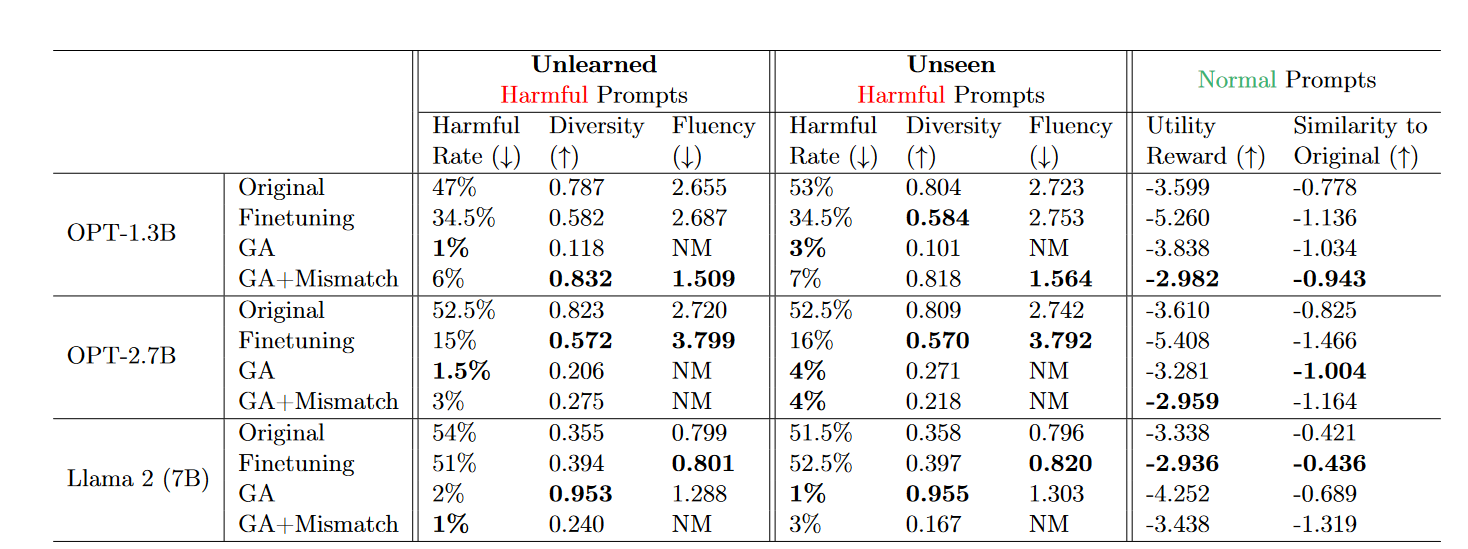 Unlearned Unseen Normal Prompts
Harmful Prompts Harmful Prompts
Harmful Diversity Fluency Harmful Diversity Fluency Utility Similarity to
Rate (↓) (↑) (↓) Rate (↓) (↑) (↓) Reward (↑) Original (↑)
OPT-1.3B
Original 47% 0.787 2.655 53% 0.804 2.723 -3.599 -0.778
Finetuning 34.5% 0.582 2.687 34.5% 0.584 2.753 -5.260 -1.136
GA 1% 0.118 NM 3% 0.101 NM -3.838 -1.034
GA+Mismatch 6% 0.832 1.509 7% 0.818 1.564 -2.982 -0.943
OPT-2.7B
Original 52.5% 0.823 2.720 52.5% 0.809 2.742 -3.610 -0.825
Finetuning 15% 0.572 3.799 16% 0.570 3.792 -5.408 -1.466
GA 1.5% 0.206 NM 4% 0.271 NM -3.281 -1.004
GA+Mismatch 3% 0.275 NM 4% 0.218 NM -2.959 -1.164
Llama 2 (7B)
Original 54% 0.355 0.799 51.5% 0.358 0.796 -3.338 -0.421
Finetuning 51% 0.394 0.801 52.5% 0.397 0.820 -2.936 -0.436
GA 2% 0.953 1.288 1% 0.955 1.303 -4.252 -0.689
GA+Mismatch 1% 0.240 NM 3% 0.167 NM -3.438 -1.319